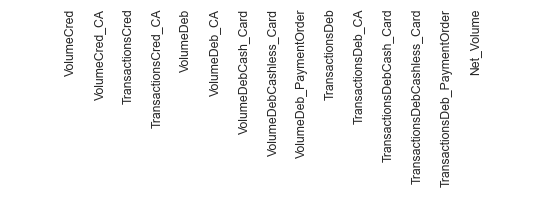 VolumeCred
VolumeCred_CA
TransactionsCred
TransactionsCred_CA
VolumeDeb
VolumeDeb_CA
VolumeDebCash_Card
VolumeDebCashless_Card
VolumeDeb_PaymentOrder
TransactionsDeb
TransactionsDeb_CA
TransactionsDebCash_Card
TransactionsDebCashless_Card
TransactionsDeb_PaymentOrder
Net_Volume